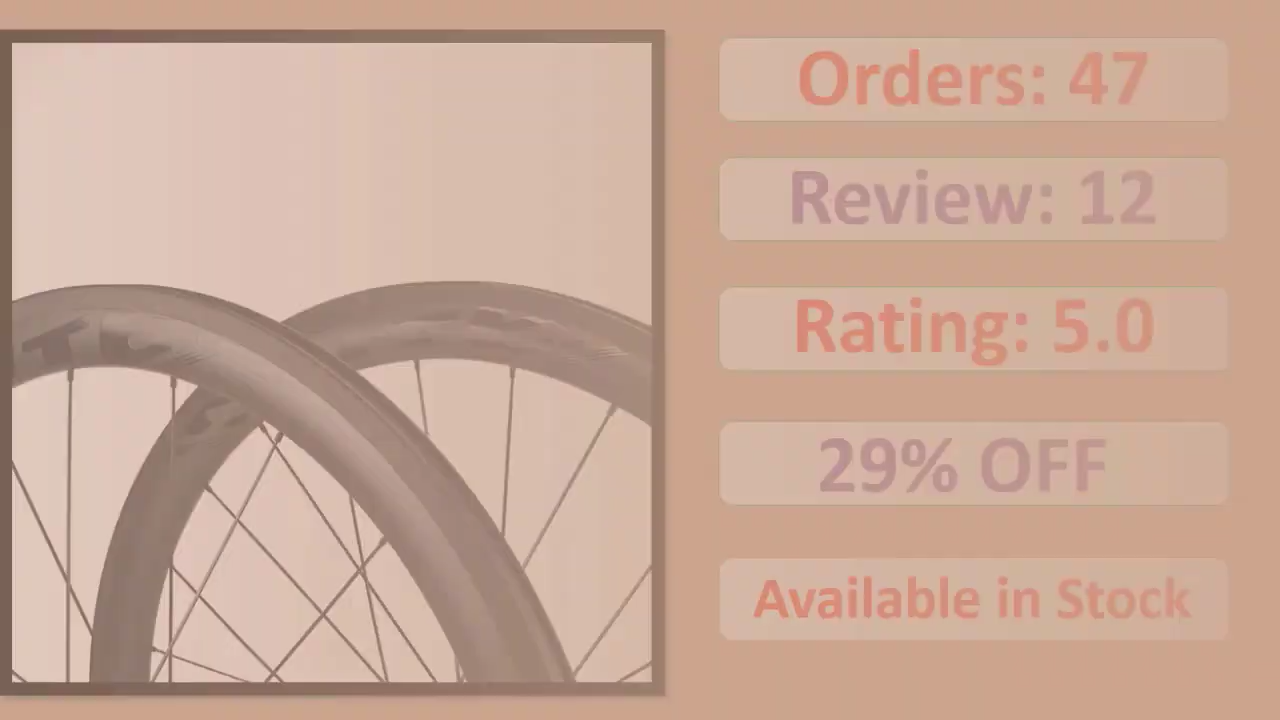 Orders: 47
Review: 12
Rating: 5.0
29% OFF
Available in Stock